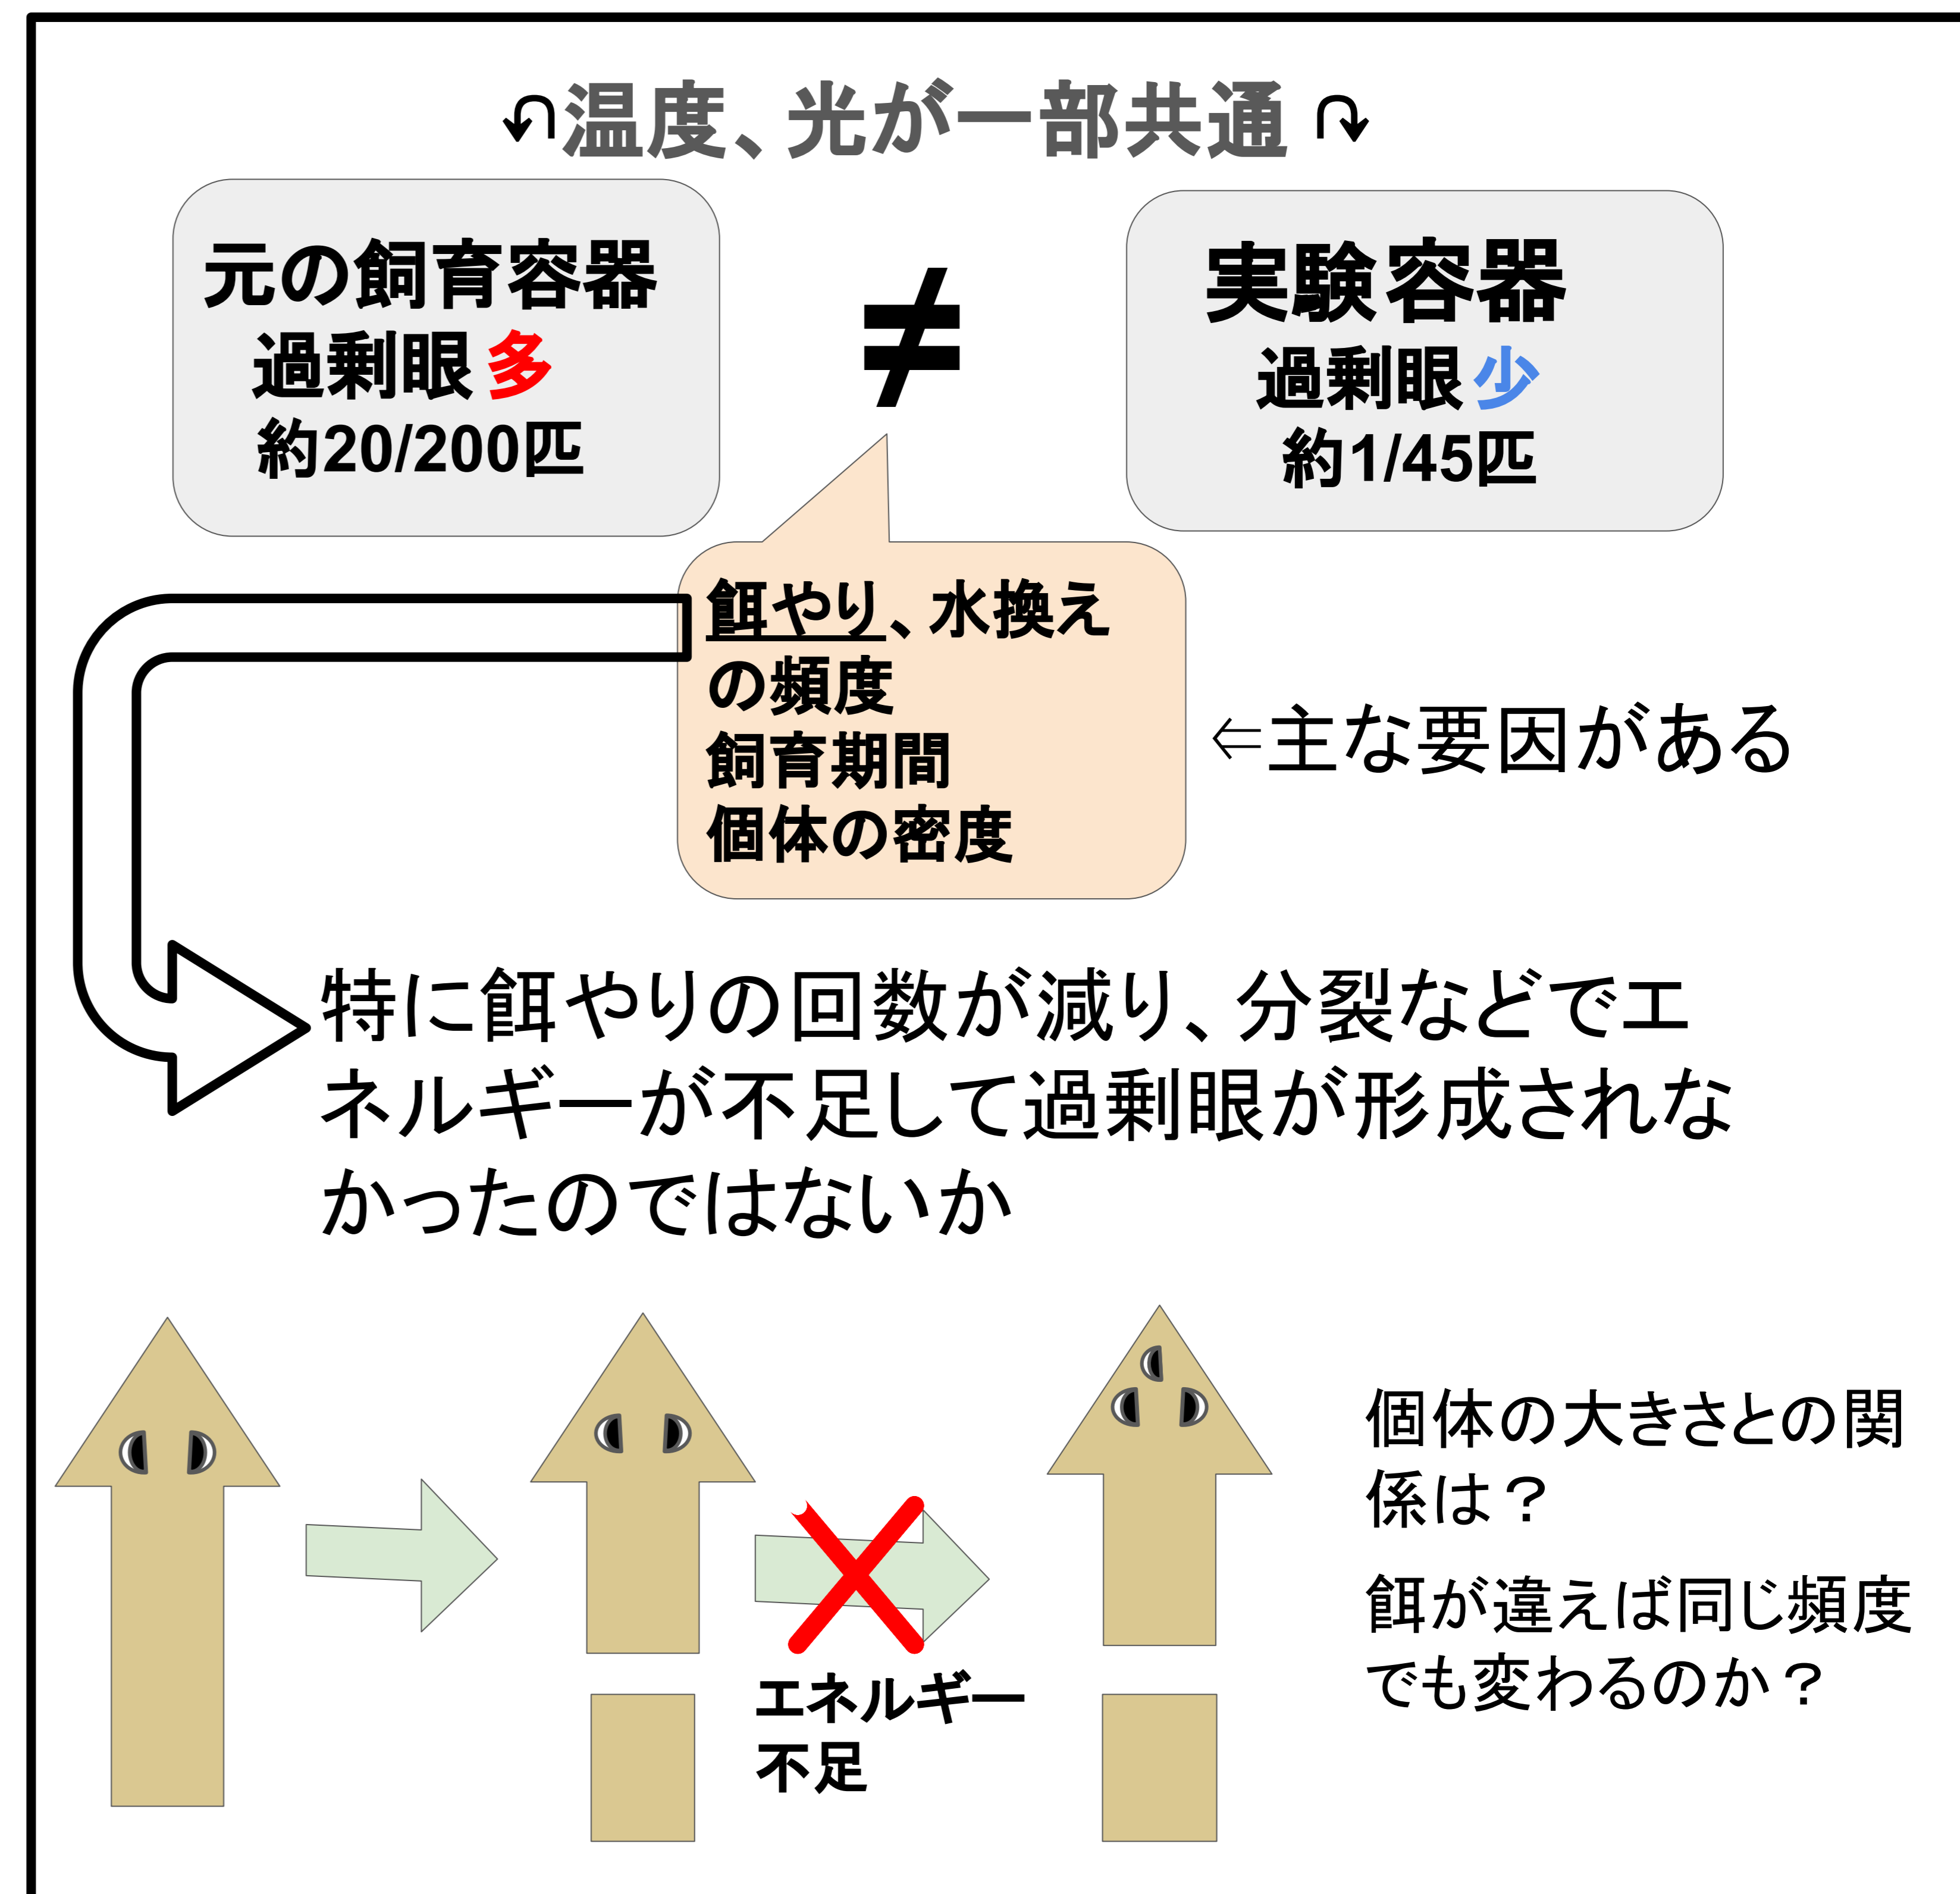 温度、光が一部共通
元の飼育容器
過剰眼多
約20/200匹
≠
実験容器
過剰眼少
約1/45匹
餌やり、水換え
の頻度
飼育期間
個体の密度
⇐主な要因がある
特に餌やりの回数が減り、分裂などでエ
ネルギーが不足して過剰眼が形成されな
かったのではないか
エネルギー
不足
個体の大きさとの関
係は？
餌が違えば同じ頻度
でも変わるのか？